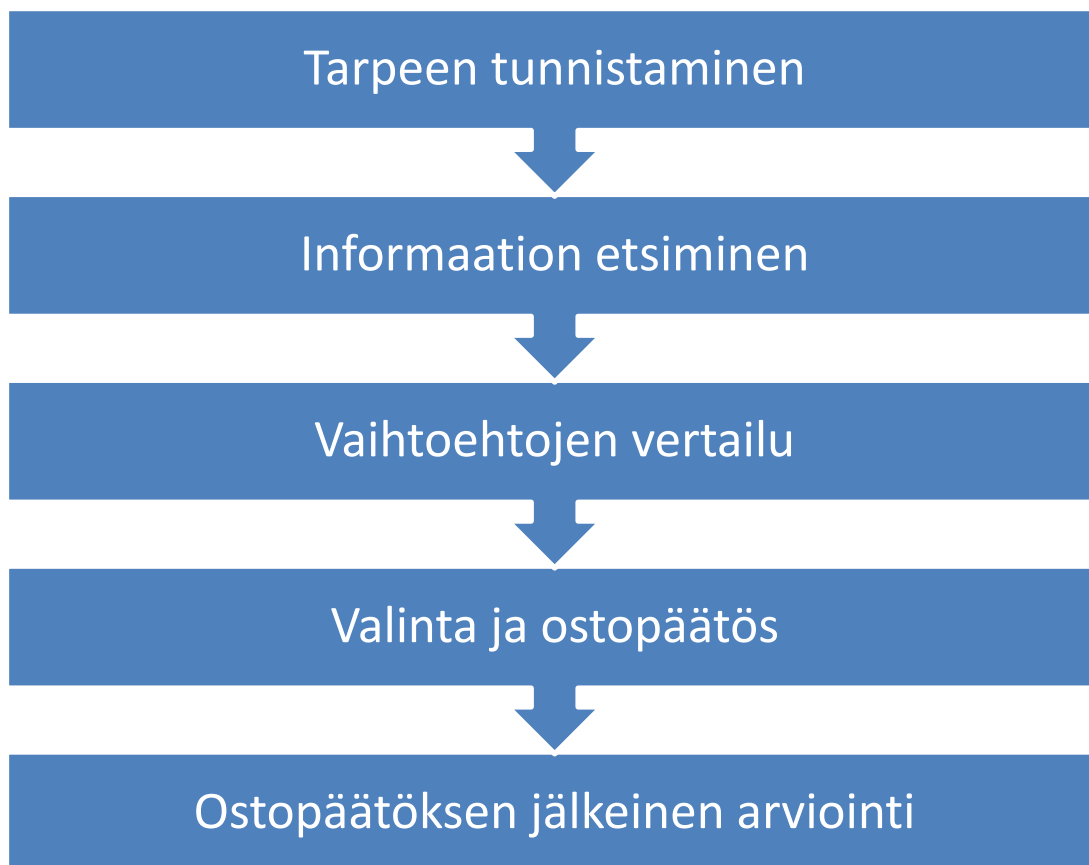 Tarpeen tunnistaminen
Informaation etsiminen
Vaihtoehtojen vertailu
Valinta ja ostopäätös
Ostopäätöksen jälkeinen arviointi